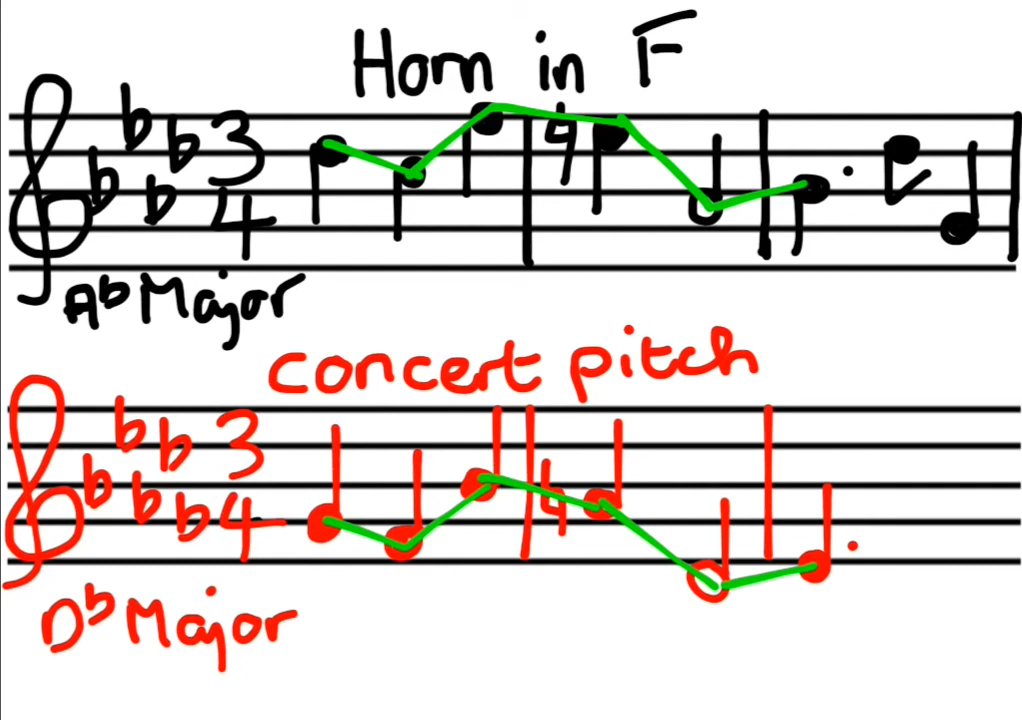 Horn in F
3
4
A♭ Major
concert pitch
3
4
D♭ Major